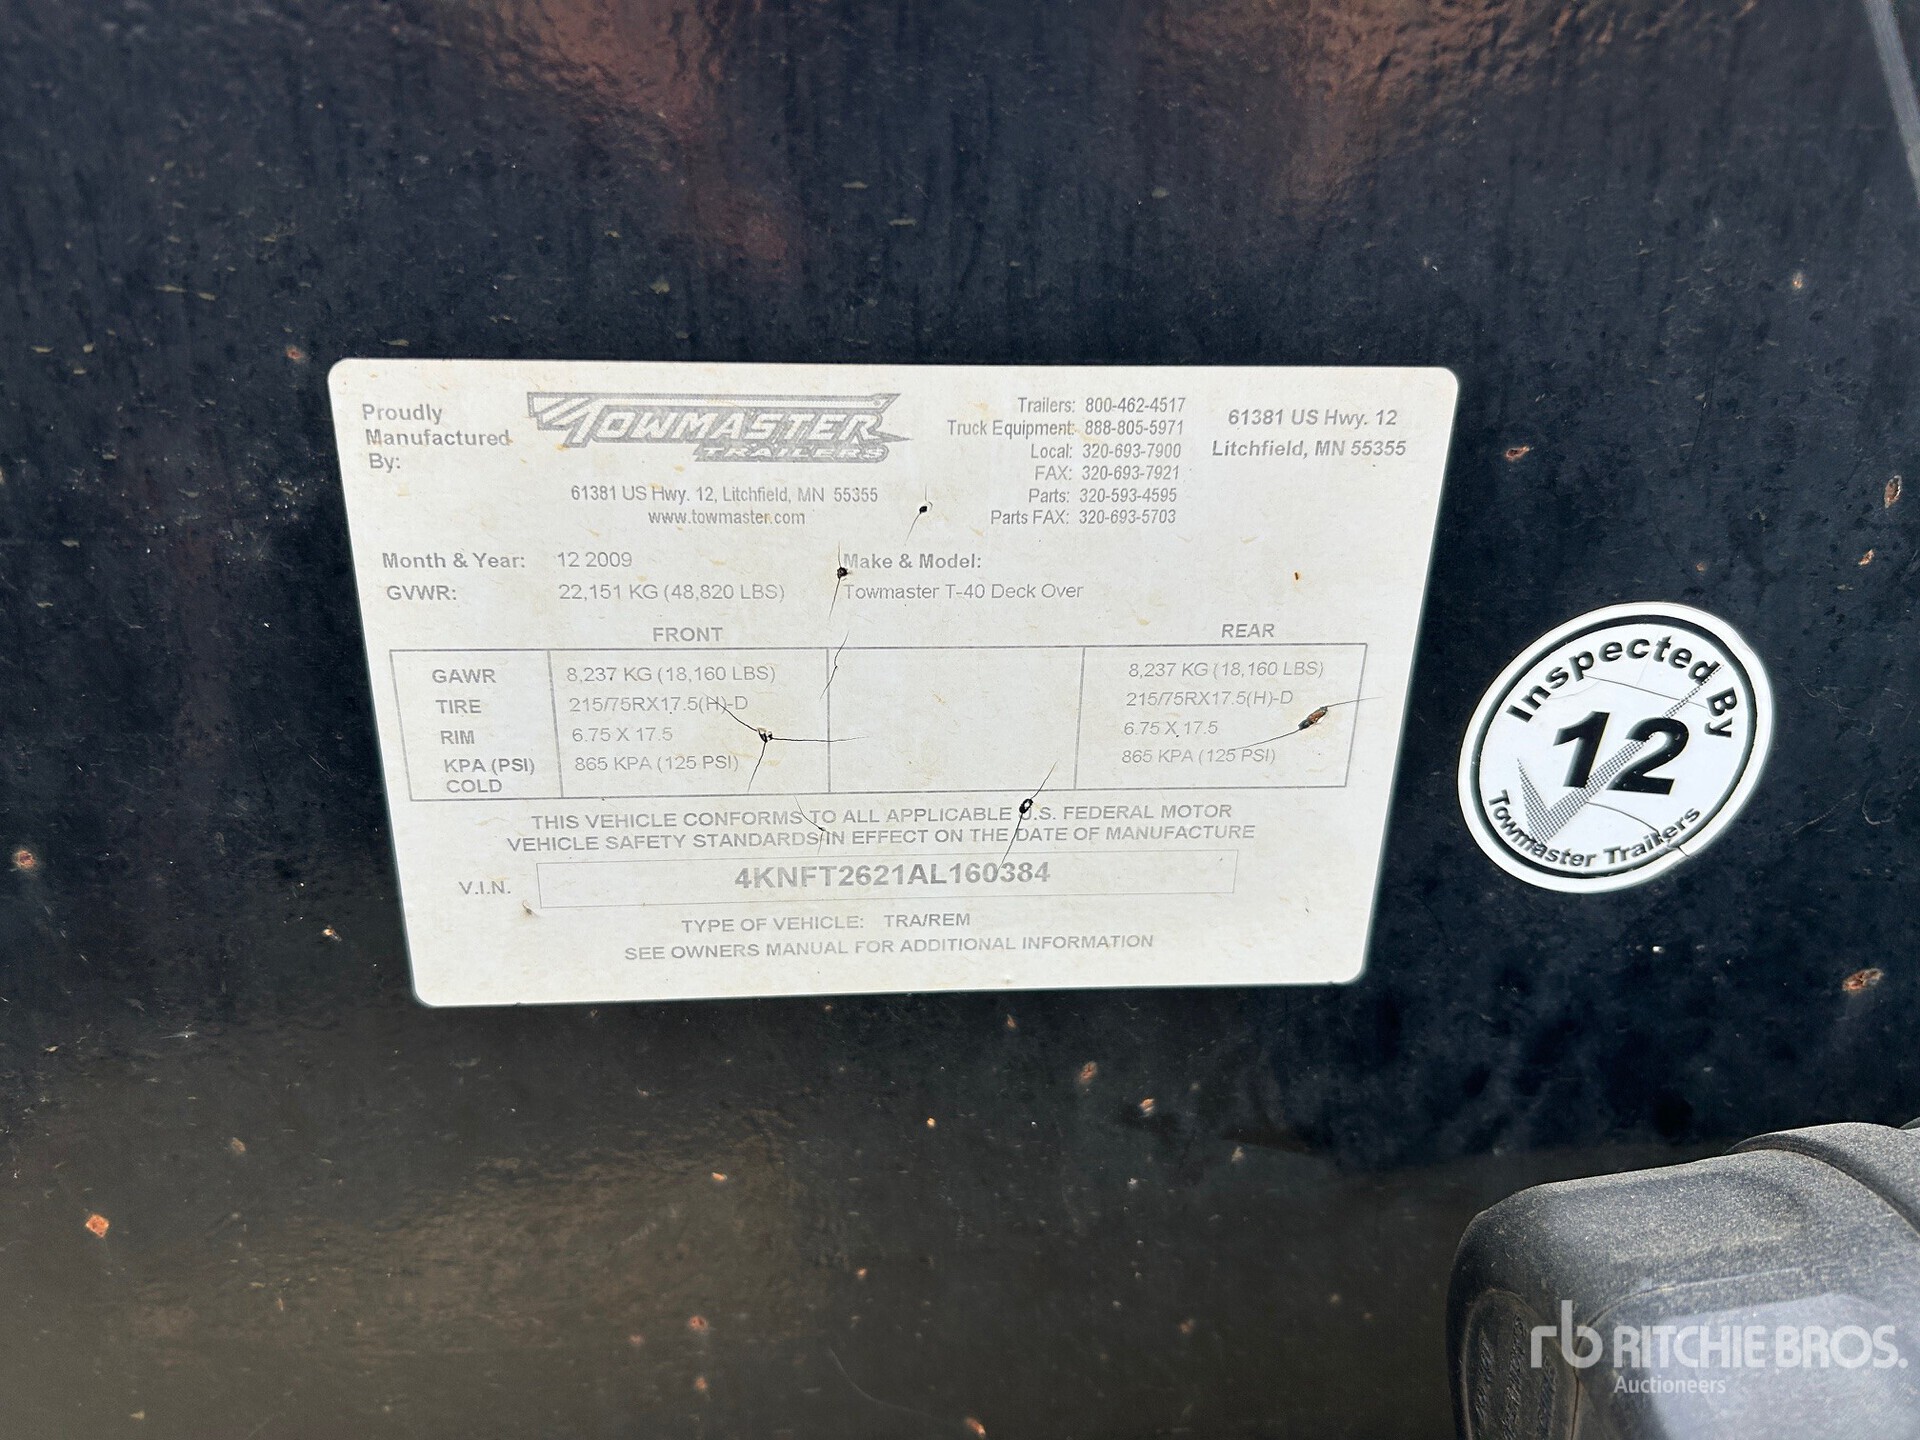 Proudly
Manufactured
By:
TOWMASTER
TRAILERS
61381 US Hwy. 12, Litchfield, MN 55355
www.towmaster.com
Trailers: 800-462-4517
Truck Equipment: 888-805-5971
Local: 320-693-7900
FAX: 320-693-7921
Parts: 320-593-4595
Parts FAX: 320-693-5703
61381 US Hwy. 12
Litchfield, MN 55355
Month & Year: 12 2009
Make & Model:
GVWR: 22,151 KG (48,820 LBS)
Towmaster T-40 Deck Over
FRONT REAR
GAWR 8,237 KG (18,160 LBS) 8,237 KG (18,160 LBS)
TIRE 215/75RX17.5(H)-D 215/75RX17.5(H)-D
RIM 6.75 X 17.5 6.75 X 17.5
KPA (PSI) 865 KPA (125 PSI) 865 KPA (125 PSI)
COLD
THIS VEHICLE CONFORMS TO ALL APPLICABLE U.S. FEDERAL MOTOR
VEHICLE SAFETY STANDARDS IN EFFECT ON THE DATE OF MANUFACTURE
V.I.N. 4KNFT2621AL160384
TYPE OF VEHICLE: TRA/REM
SEE OWNERS MANUAL FOR ADDITIONAL INFORMATION
Inspected By
12
Towmaster Trailers
rb RITCHIE BROS.
Auctioneers